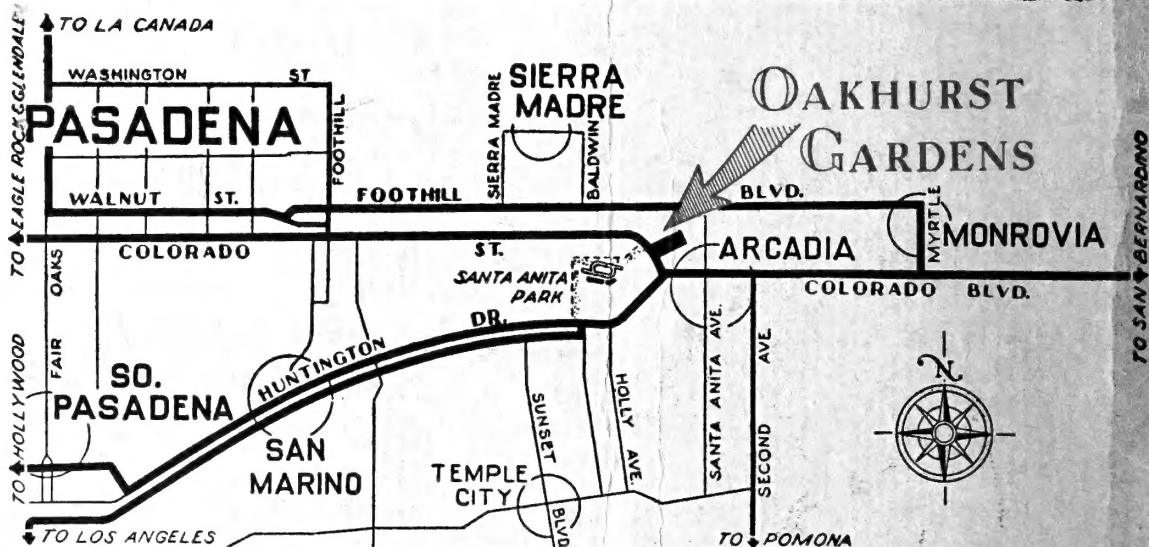 TO LA CANADA
TO EAGLE ROCK & GLENDALE
WASHINGTON ST
PASADENA
FOOTHILL
WALNUT ST.
COLORADO ST.
FOOTHILL BLVD.
SIERRA MADRE
SIERRA
MADRE
BALDWIN
OAKHURST
GARDENS
MYRTLE
MONROVIA
ARCADIA
COLORADO BLVD.
TO SAN BERNARDINO
SANTA ANITA
PARK
HUNTINGTON DR.
FAIR OAKS
TO HOLLYWOOD
SO.
PASADENA
SAN
MARINO
SUNSET BLVD.
HOLLY AVE.
SANTA ANITA AVE.
SECOND AVE.
TEMPLE
CITY
N
TO LOS ANGELES
TO POMONA